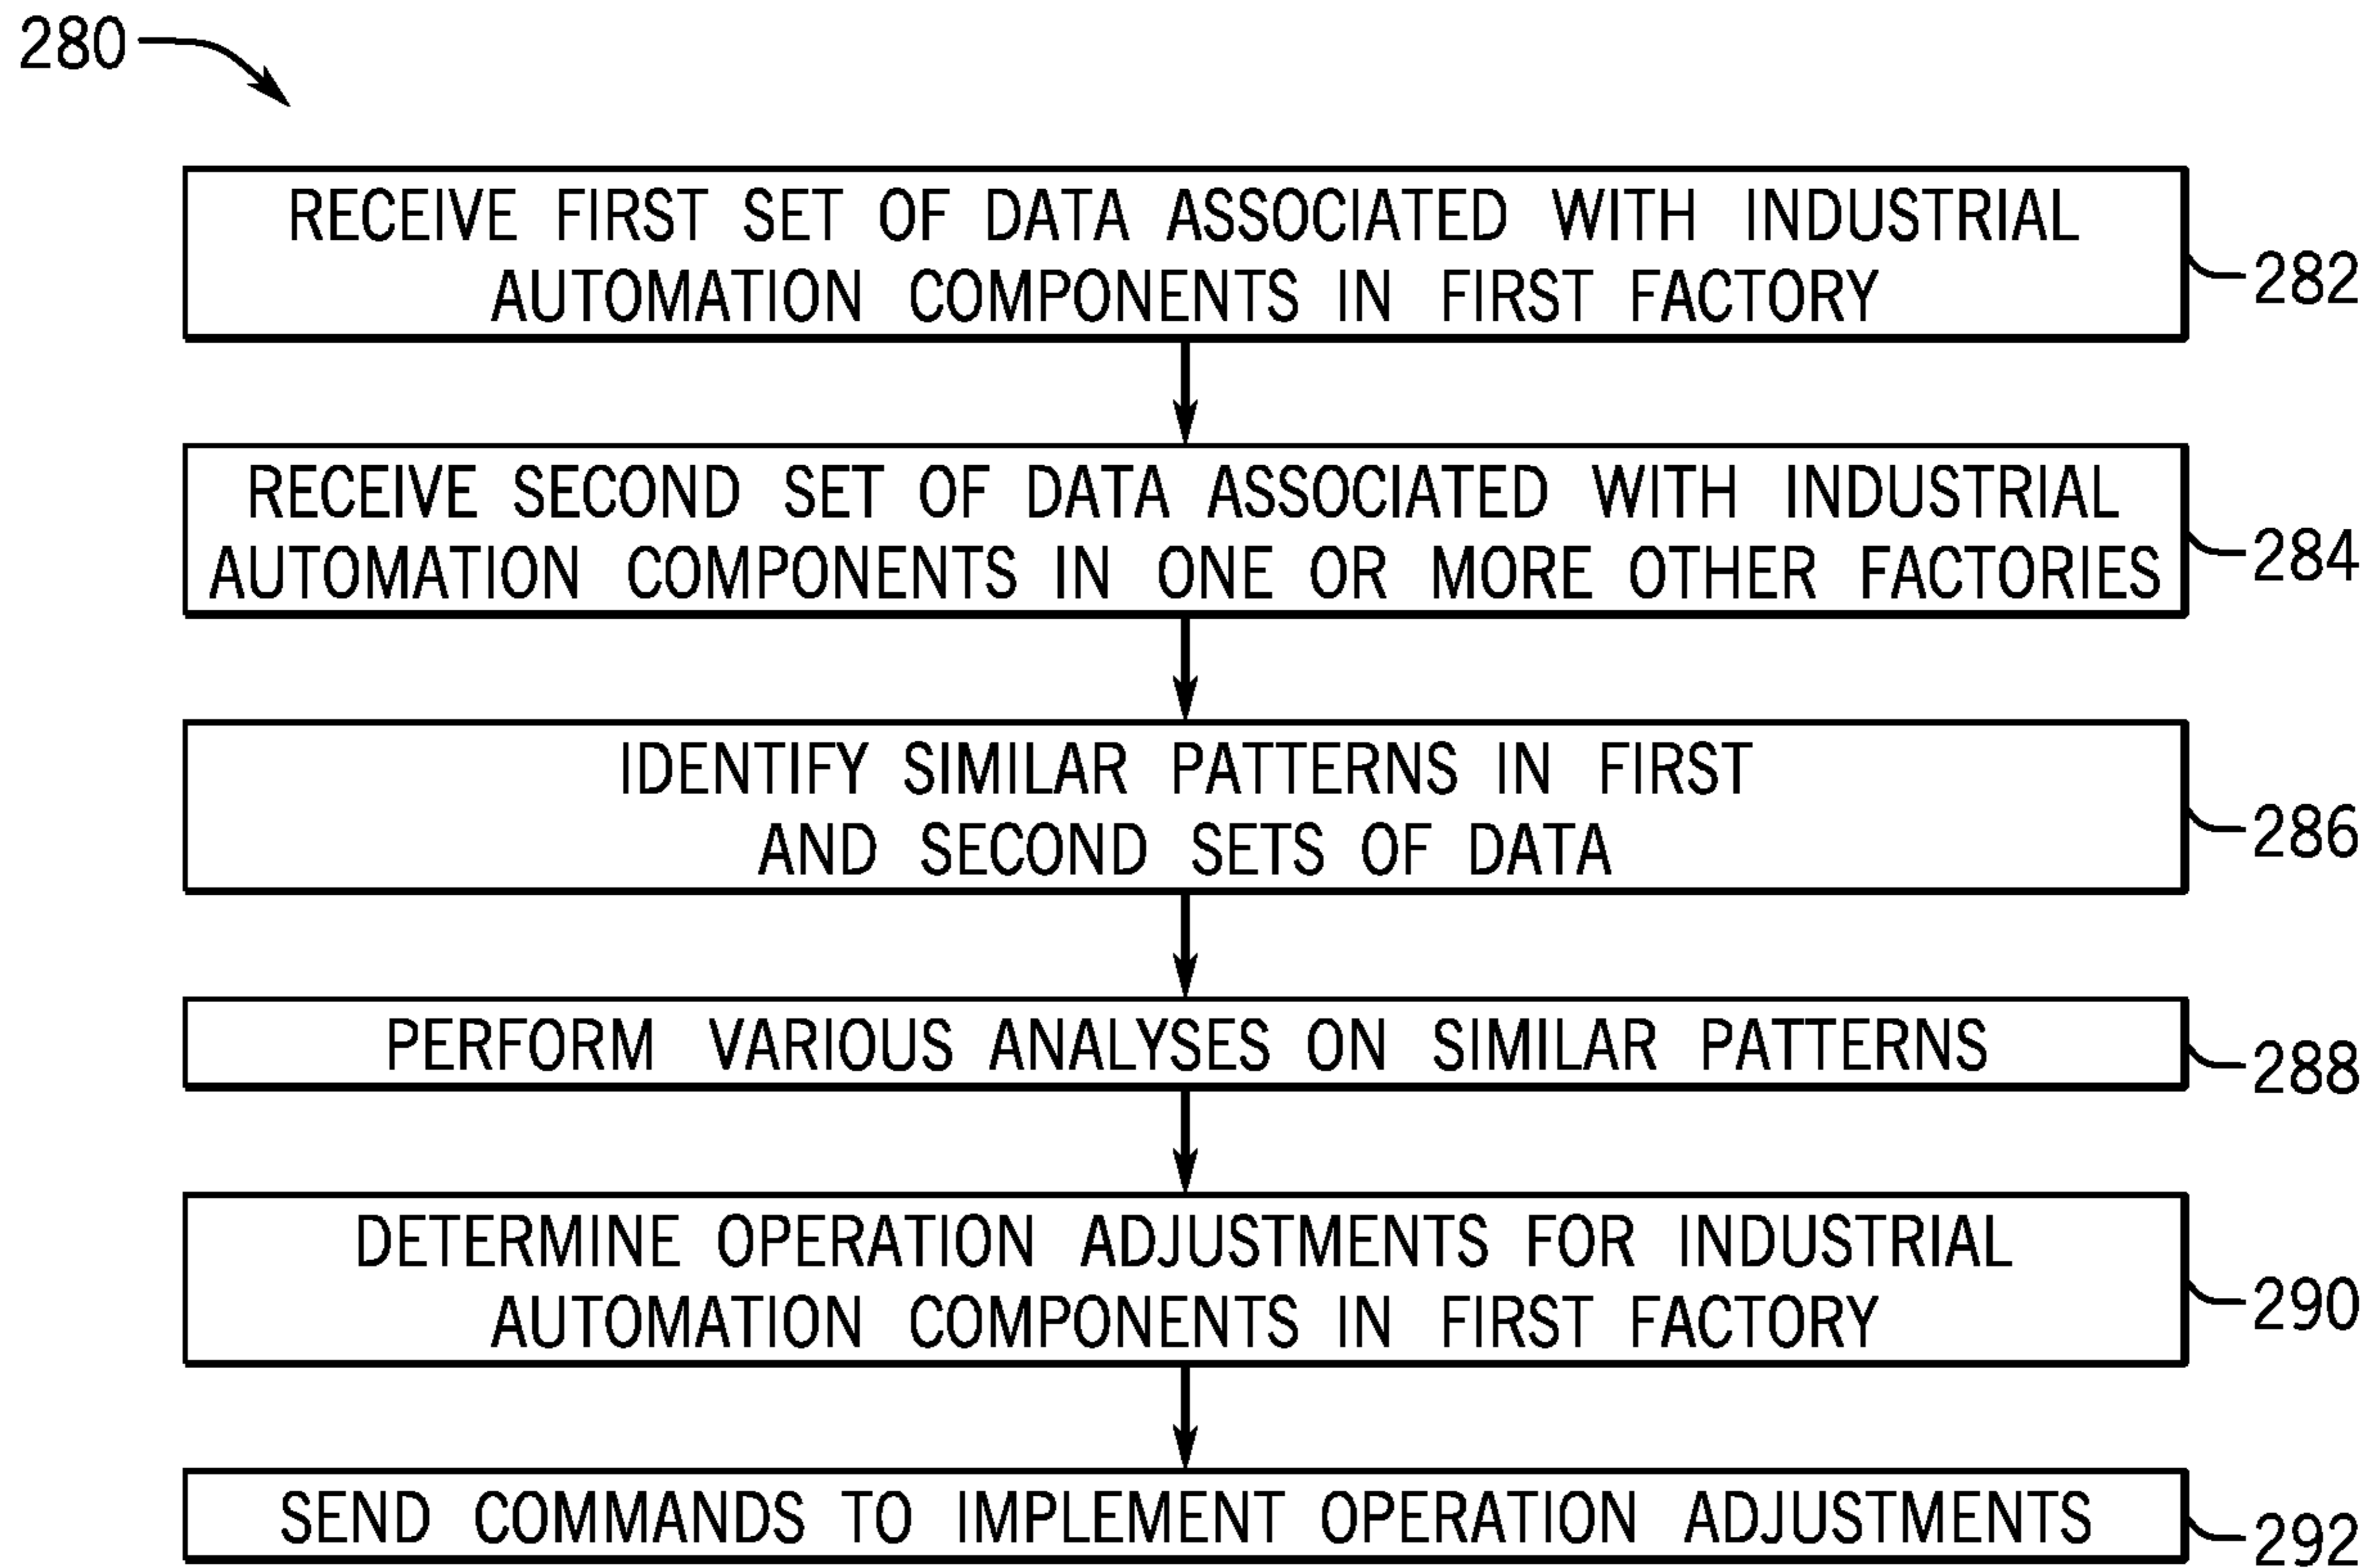 280
RECEIVE FIRST SET OF DATA ASSOCIATED WITH INDUSTRIAL
AUTOMATION COMPONENTS IN FIRST FACTORY
282
RECEIVE SECOND SET OF DATA ASSOCIATED WITH INDUSTRIAL
AUTOMATION COMPONENTS IN ONE OR MORE OTHER FACTORIES
284
IDENTIFY SIMILAR PATTERNS IN FIRST
AND SECOND SETS OF DATA
286
PERFORM VARIOUS ANALYSES ON SIMILAR PATTERNS
288
DETERMINE OPERATION ADJUSTMENTS FOR INDUSTRIAL
AUTOMATION COMPONENTS IN FIRST FACTORY
290
SEND COMMANDS TO IMPLEMENT OPERATION ADJUSTMENTS
292